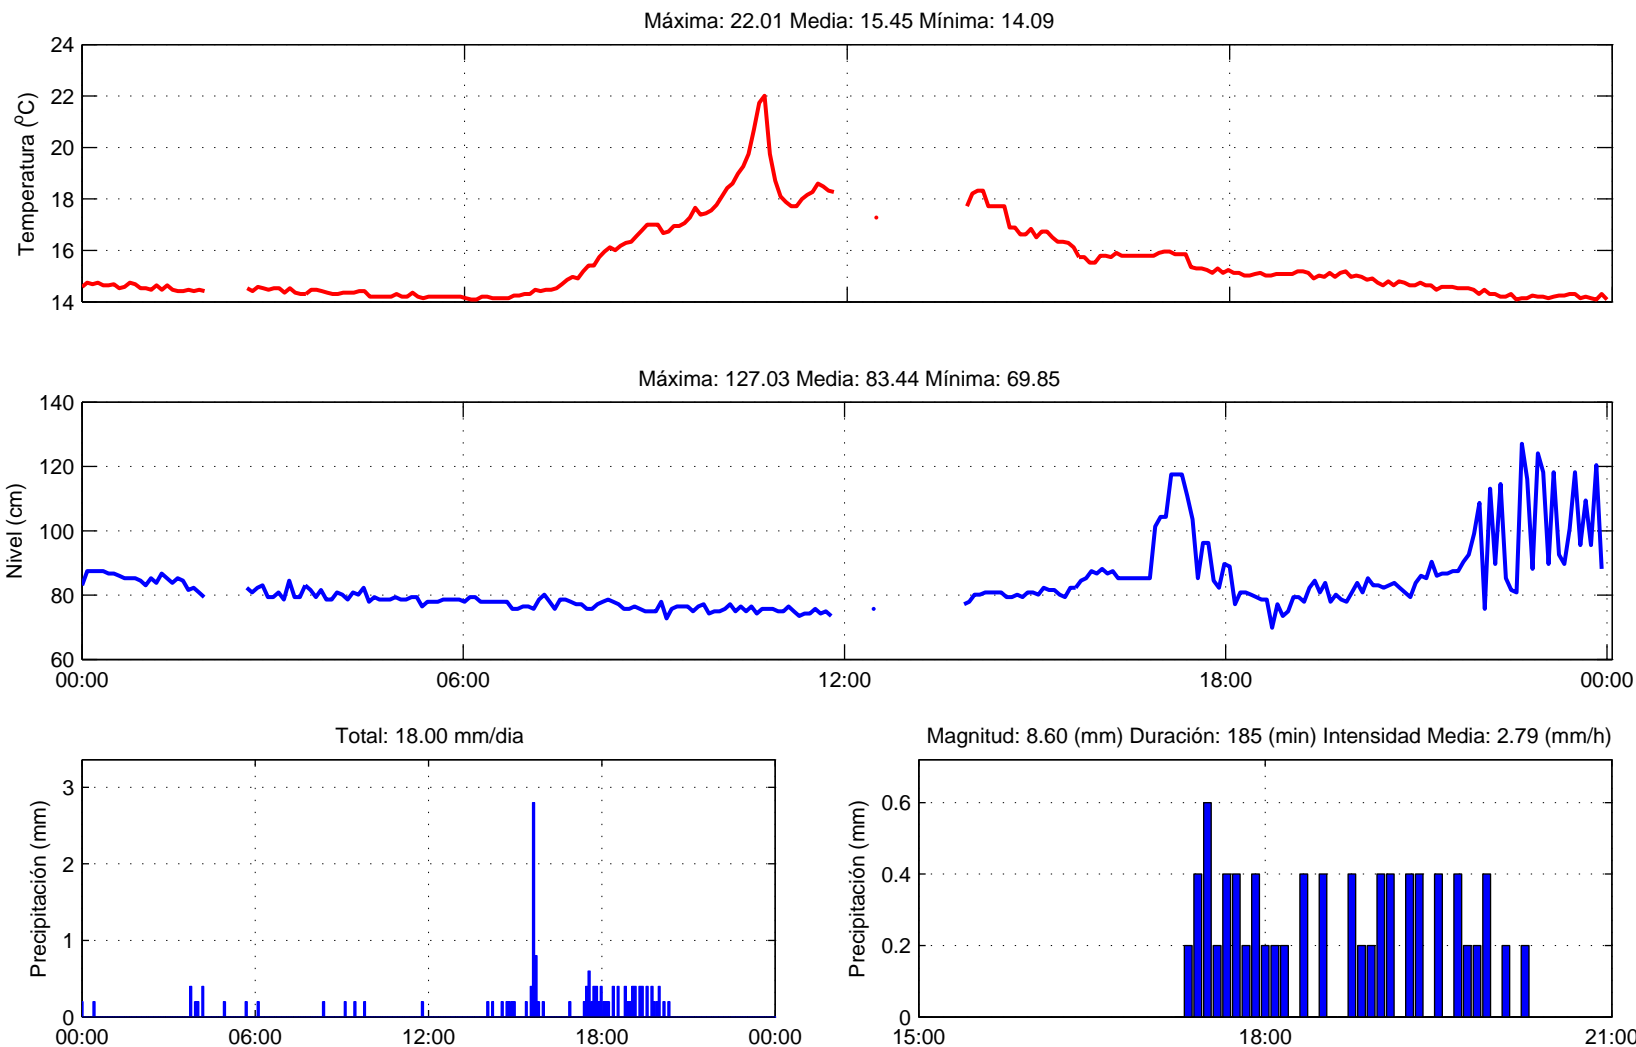 Máxima: 22.01 Media: 15.45 Mínima: 14.09
24
22
20
18
16
14
Temperatura (ºC)
Máxima: 127.03 Media: 83.44 Mínima: 69.85
140
120
100
80
60
Nivel (cm)
00:00 06:00 12:00 18:00 00:00
Total: 18.00 mm/dia
3
2
1
0
Precipitación (mm)
00:00 06:00 12:00 18:00 00:00
Magnitud: 8.60 (mm) Duración: 185 (min) Intensidad Media: 2.79 (mm/h)
0.6
0.4
0.2
0
Precipitación (mm)
15:00 18:00 21:00